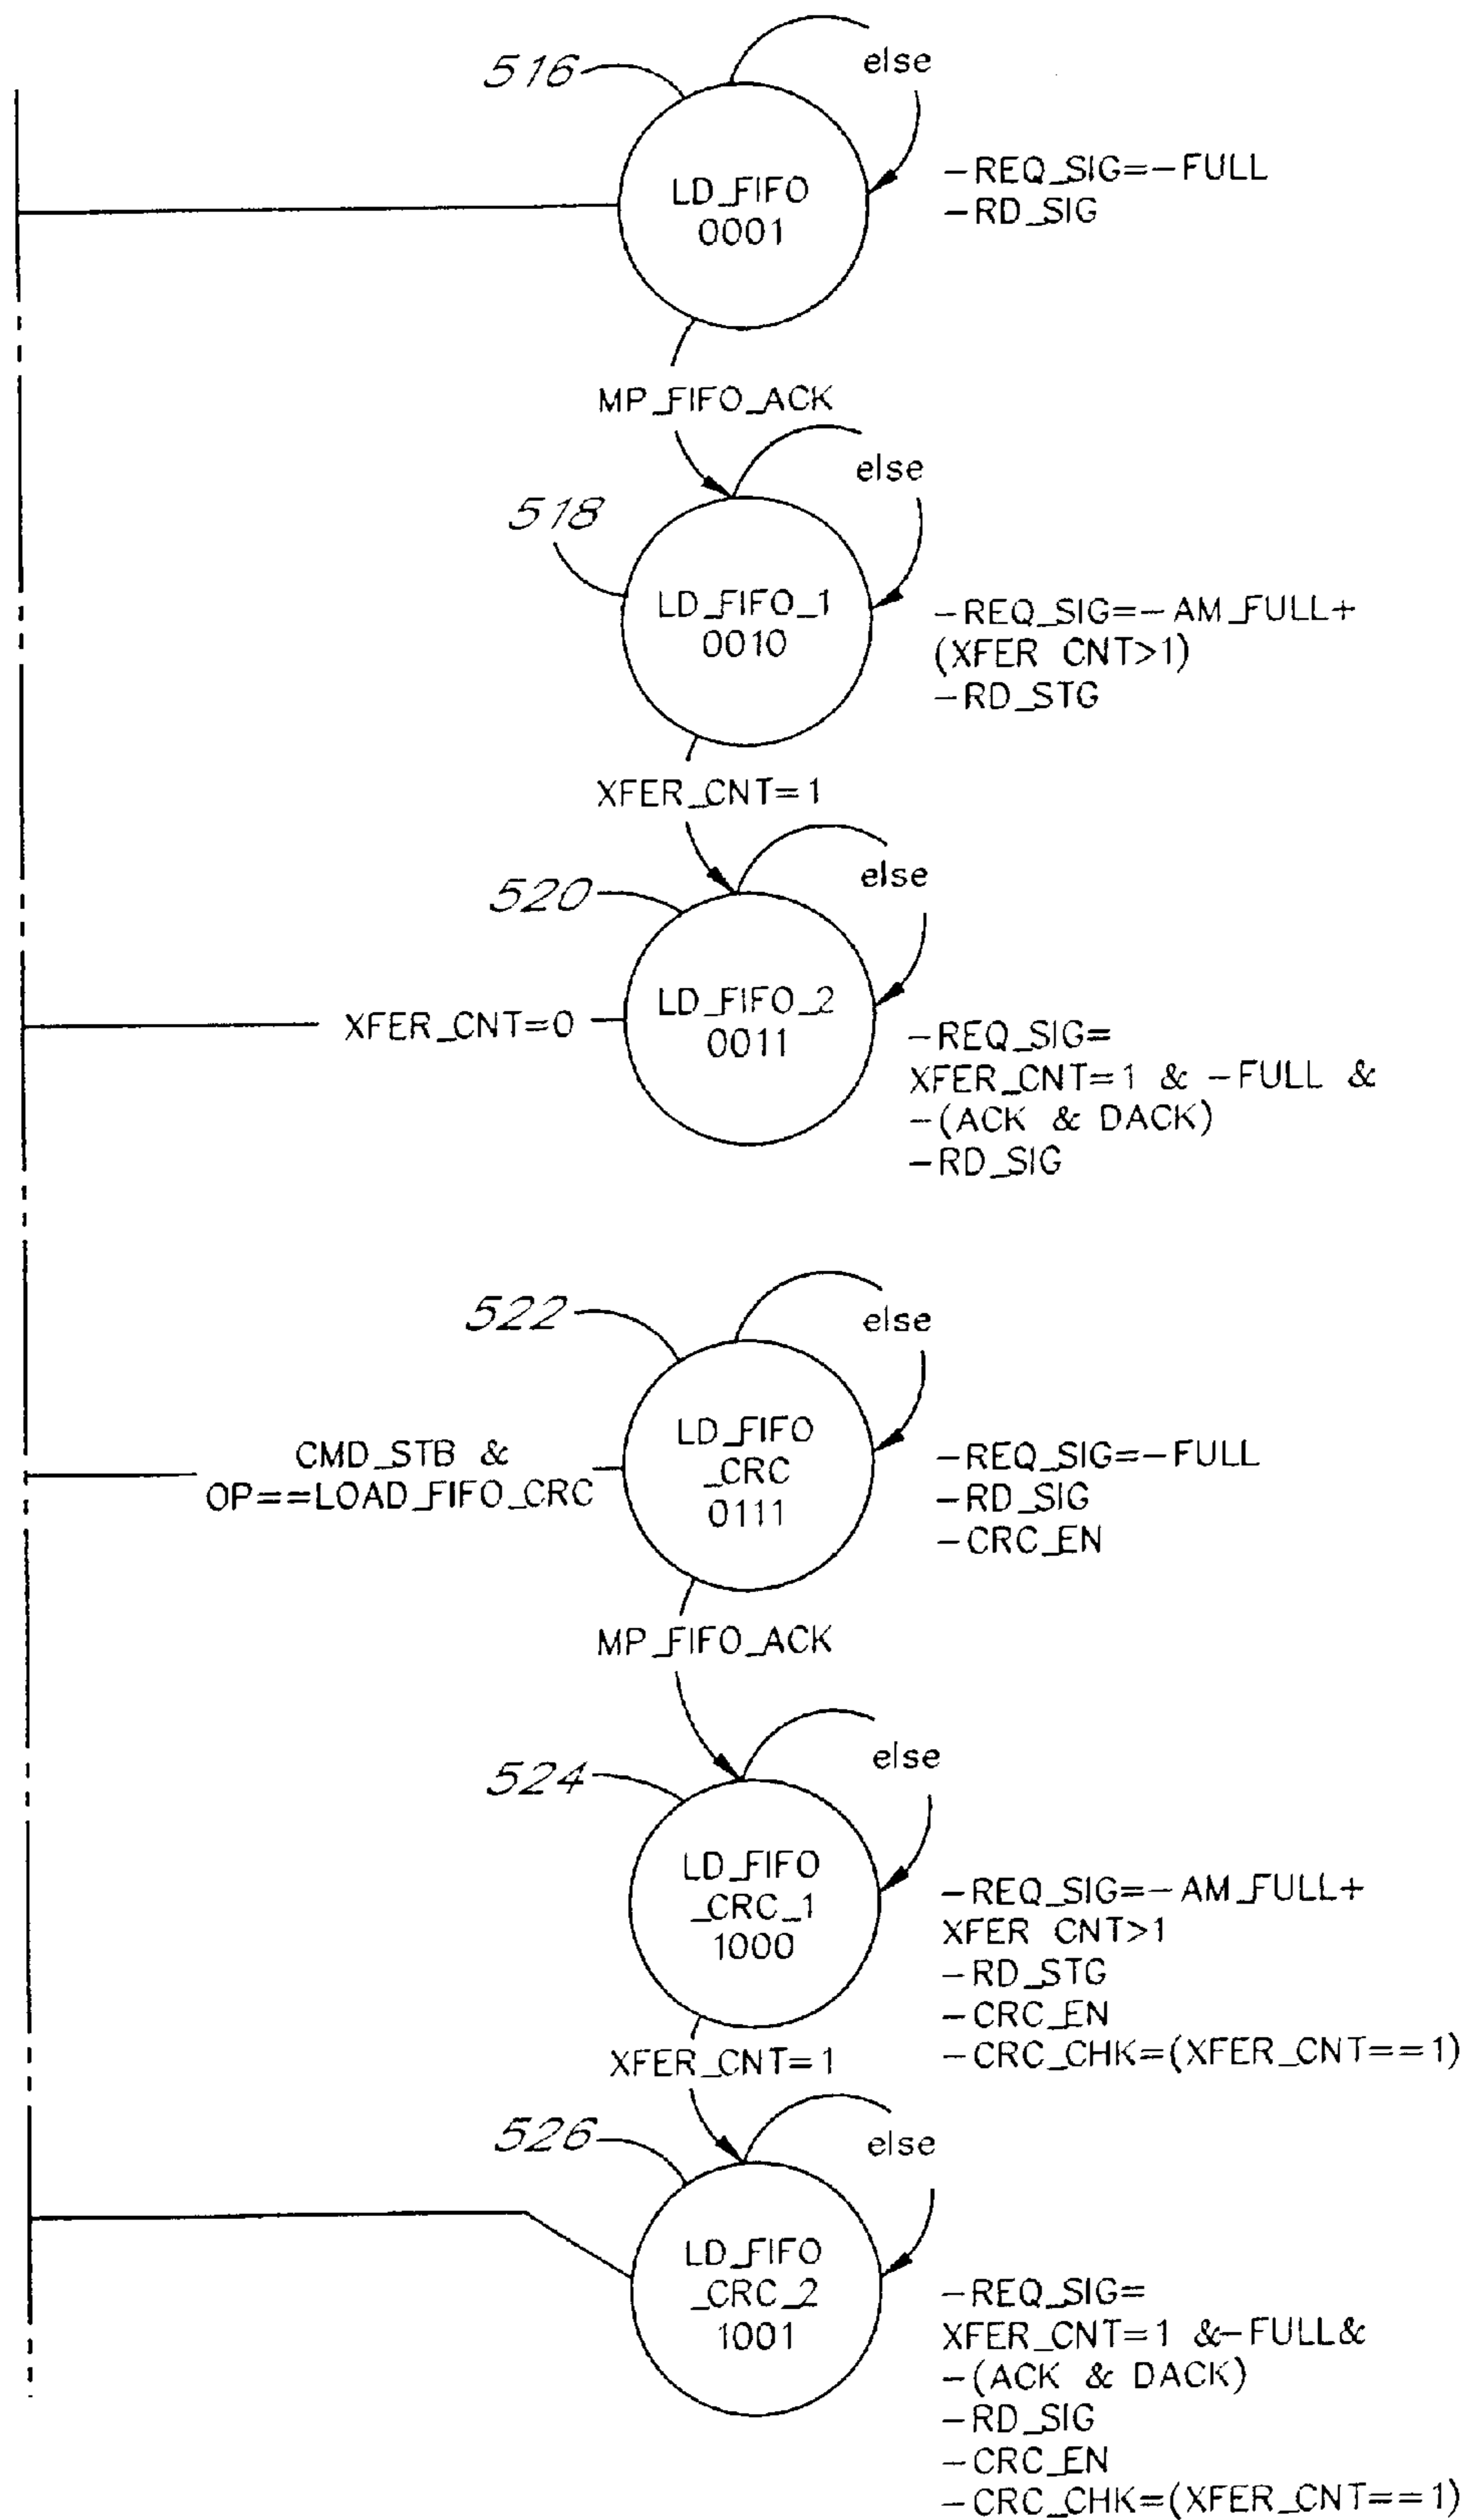 516
else
LD_FIFO
0001
-REQ_SIG=-FULL
-RD_SIG
MP_FIFO_ACK
else
518
LD_FIFO_1
0010
-REQ_SIG=-AM_FULL+
(XFER CNT>1)
-RD_STG
XFER_CNT=1
else
520
XFER_CNT=0
LD_FIFO_2
0011
-REQ_SIG=
XFER_CNT=1 & -FULL &
-(ACK & DACK)
-RD_SIG
522
else
CMD_STB &
OP==LOAD_FIFO_CRC
LD_FIFO
_CRC
0111
-REQ_SIG=-FULL
-RD_SIG
-CRC_EN
MP_FIFO_ACK
else
524
LD_FIFO
_CRC_1
1000
-REQ_SIG=-AM_FULL+
XFER CNT>1
-RD_STG
-CRC_EN
-CRC_CHK=(XFER_CNT==1)
XFER_CNT=1
526
else
LD_FIFO
_CRC_2
1001
-REQ_SIG=
XFER_CNT=1 &-FULL&
-(ACK & DACK)
-RD_SIG
-CRC_EN
-CRC_CHK=(XFER_CNT==1)